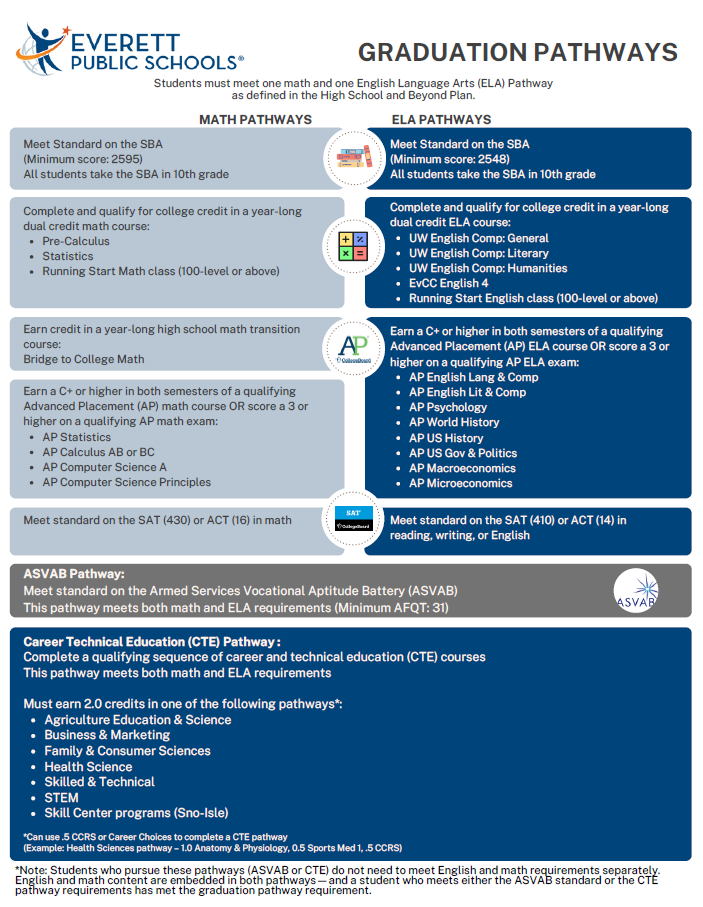 EVERETT
PUBLIC SCHOOLS®
GRADUATION PATHWAYS
Students must meet one math and one English Language Arts (ELA) Pathway
as defined in the High School and Beyond Plan.
MATH PATHWAYS
Meet Standard on the SBA
(Minimum score: 2595)
All students take the SBA in 10th grade
Complete and qualify for college credit in a year-long
dual credit math course:
• Pre-Calculus
• Statistics
• Running Start Math class (100-level or above)
Earn credit in a year-long high school math transition
course:
Bridge to College Math
Earn a C+ or higher in both semesters of a qualifying
Advanced Placement (AP) math course OR score a 3 or
higher on a qualifying AP math exam:
• AP Statistics
• AP Calculus AB or BC
• AP Computer Science A
• AP Computer Science Principles
Meet standard on the SAT (430) or ACT (16) in math
+ ٪
× =
AP
CollegeBoard
SAT
CollegeBoard
ELA PATHWAYS
Meet Standard on the SBA
(Minimum score: 2548)
All students take the SBA in 10th grade
Complete and qualify for college credit in a year-long
dual credit ELA course:
• UW English Comp: General
• UW English Comp: Literary
• UW English Comp: Humanities
• EvCC English 4
• Running Start English class (100-level or above)
Earn a C+ or higher in both semesters of a qualifying
Advanced Placement (AP) ELA course OR score a 3 or
higher on a qualifying AP ELA exam:
• AP English Lang & Comp
• AP English Lit & Comp
• AP Psychology
• AP World History
• AP US History
• AP US Gov & Politics
• AP Macroeconomics
• AP Microeconomics
Meet standard on the SAT (410) or ACT (14) in
reading, writing, or English
ASVAB Pathway:
Meet standard on the Armed Services Vocational Aptitude Battery (ASVAB)
This pathway meets both math and ELA requirements (Minimum AFQT: 31)
ASVAB
Career Technical Education (CTE) Pathway :
Complete a qualifying sequence of career and technical education (CTE) courses
This pathway meets both math and ELA requirements
Must earn 2.0 credits in one of the following pathways*:
• Agriculture Education & Science
• Business & Marketing
• Family & Consumer Sciences
• Health Science
• Skilled & Technical
• STEM
• Skill Center programs (Sno-Isle)
*Can use .5 CCRS or Career Choices to complete a CTE pathway
(Example: Health Sciences pathway – 1.0 Anatomy & Physiology, 0.5 Sports Med 1, .5 CCRS)
*Note: Students who pursue these pathways (ASVAB or CTE) do not need to meet English and math requirements separately.
English and math content are embedded in both pathways — and a student who meets either the ASVAB standard or the CTE
pathway requirements has met the graduation pathway requirement.